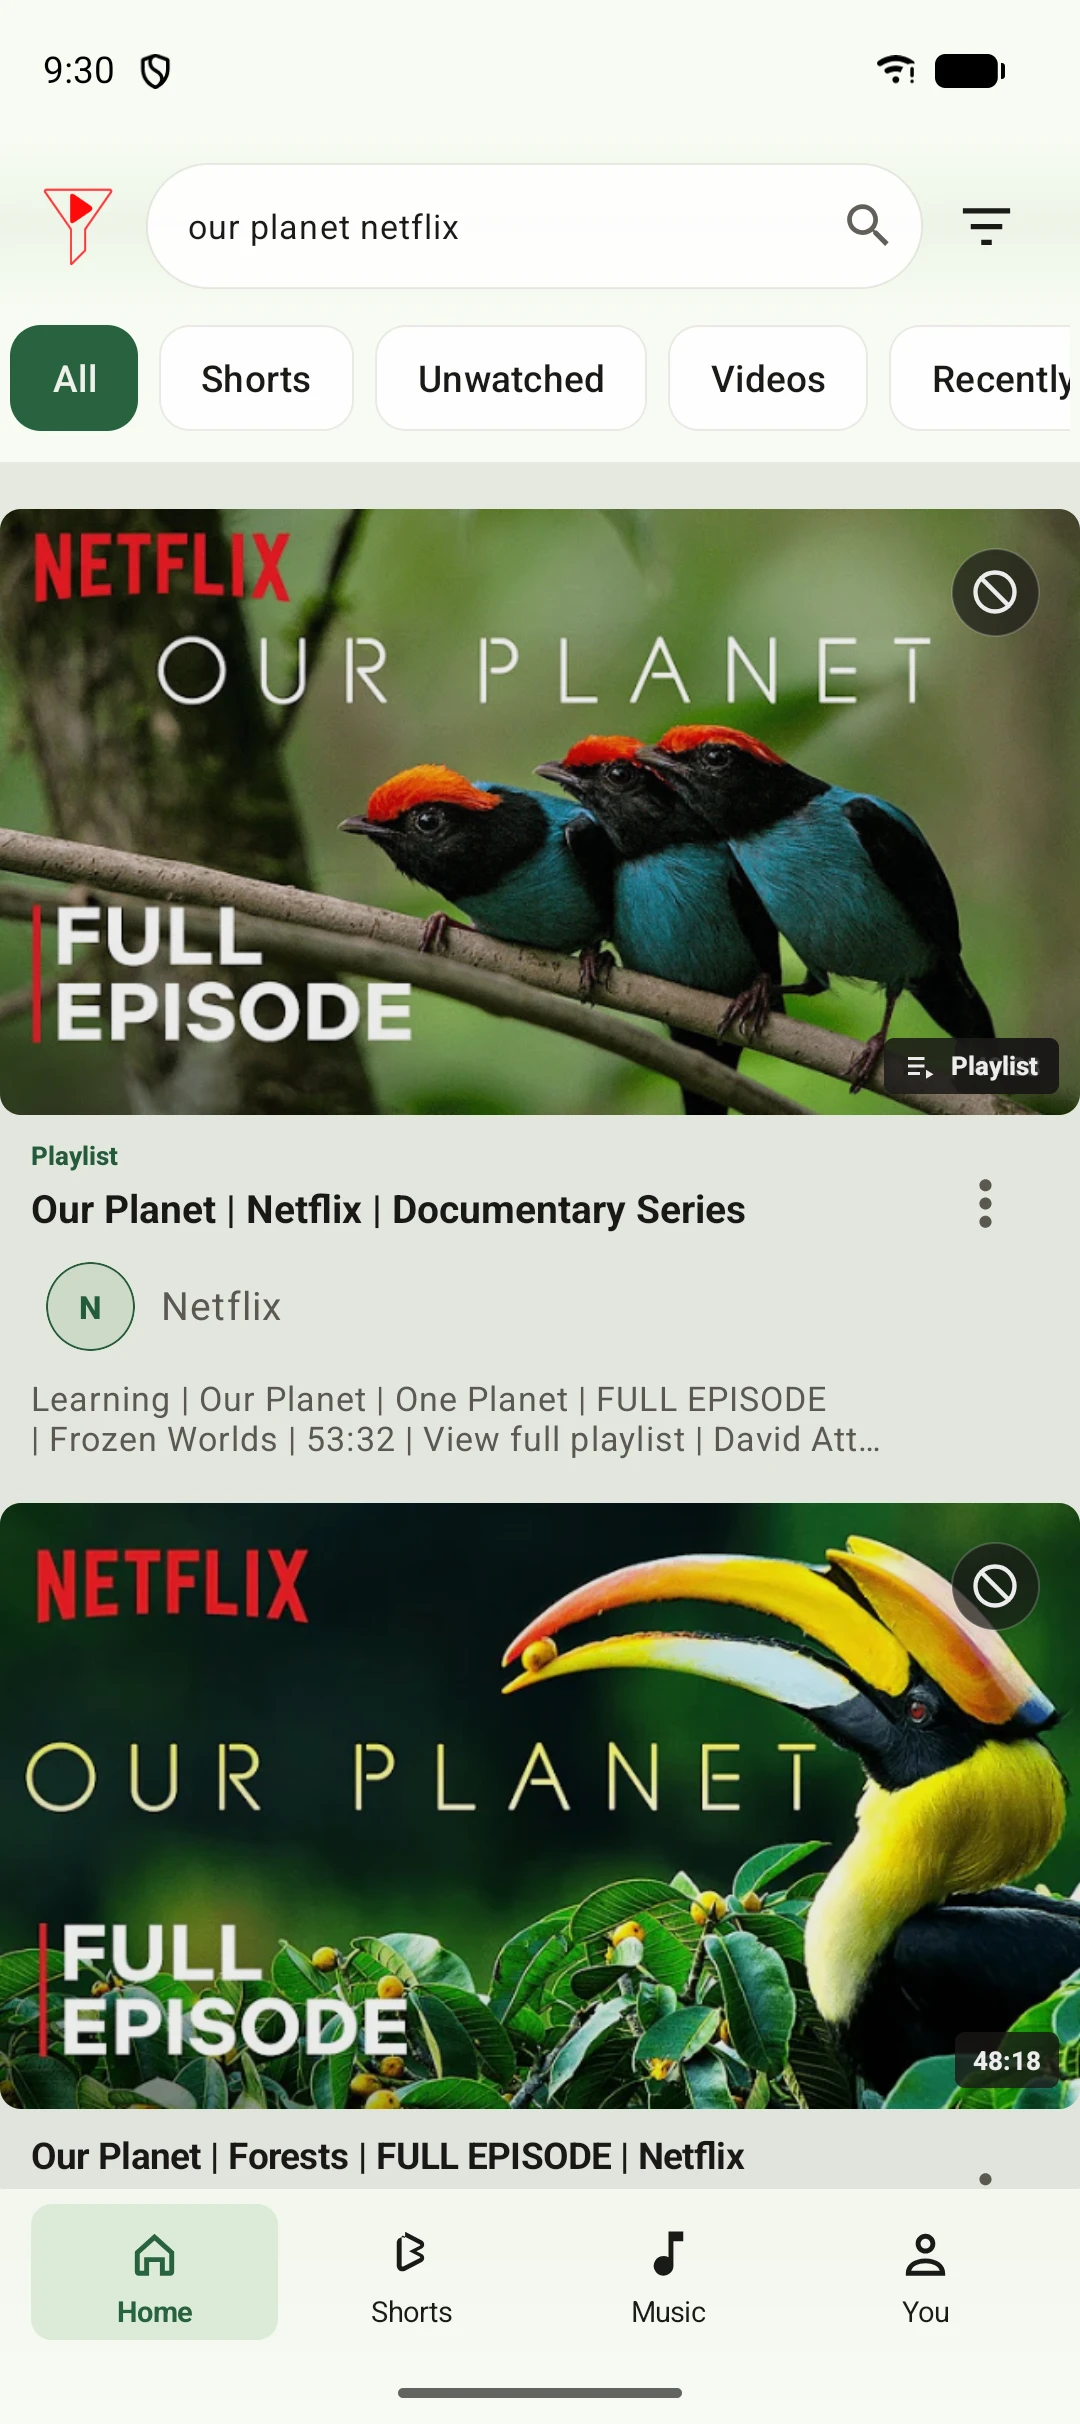 9:30
our planet netflix
All
Shorts
Unwatched
Videos
Recently
NETFLIX
OUR PLANET
FULL
EPISODE
Playlist
Playlist
Our Planet | Netflix | Documentary Series
N
Netflix
Learning | Our Planet | One Planet | FULL EPISODE
| Frozen Worlds | 53:32 | View full playlist | David Att...
NETFLIX
OUR PLANET
FULL
EPISODE
48:18
Our Planet | Forests | FULL EPISODE | Netflix
Home
Shorts
Music
You